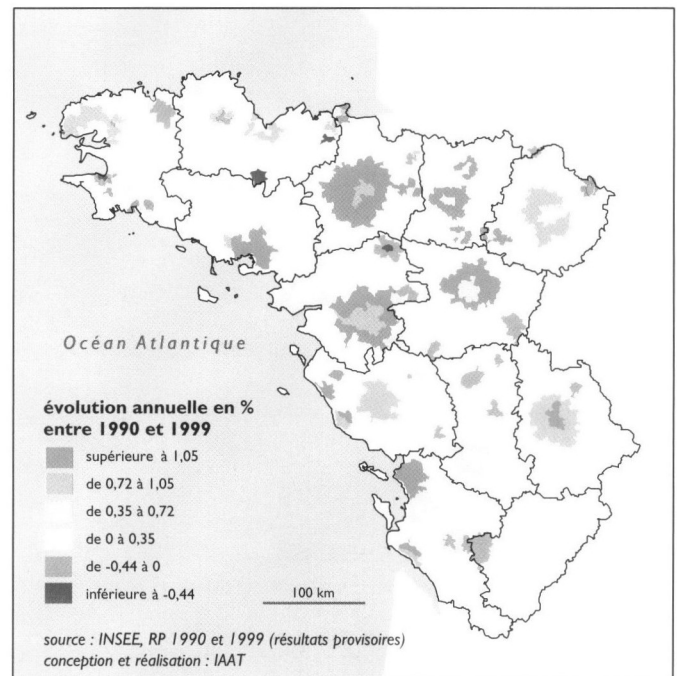 Océan Atlantique
évolution annuelle en %
entre 1990 et 1999
supérieure à 1,05
de 0,72 à 1,05
de 0,35 à 0,72
de 0 à 0,35
de -0,44 à 0
inférieure à -0,44
100 km
source : INSEE, RP 1990 et 1999 (résultats provisoires)
conception et réalisation : IAAT